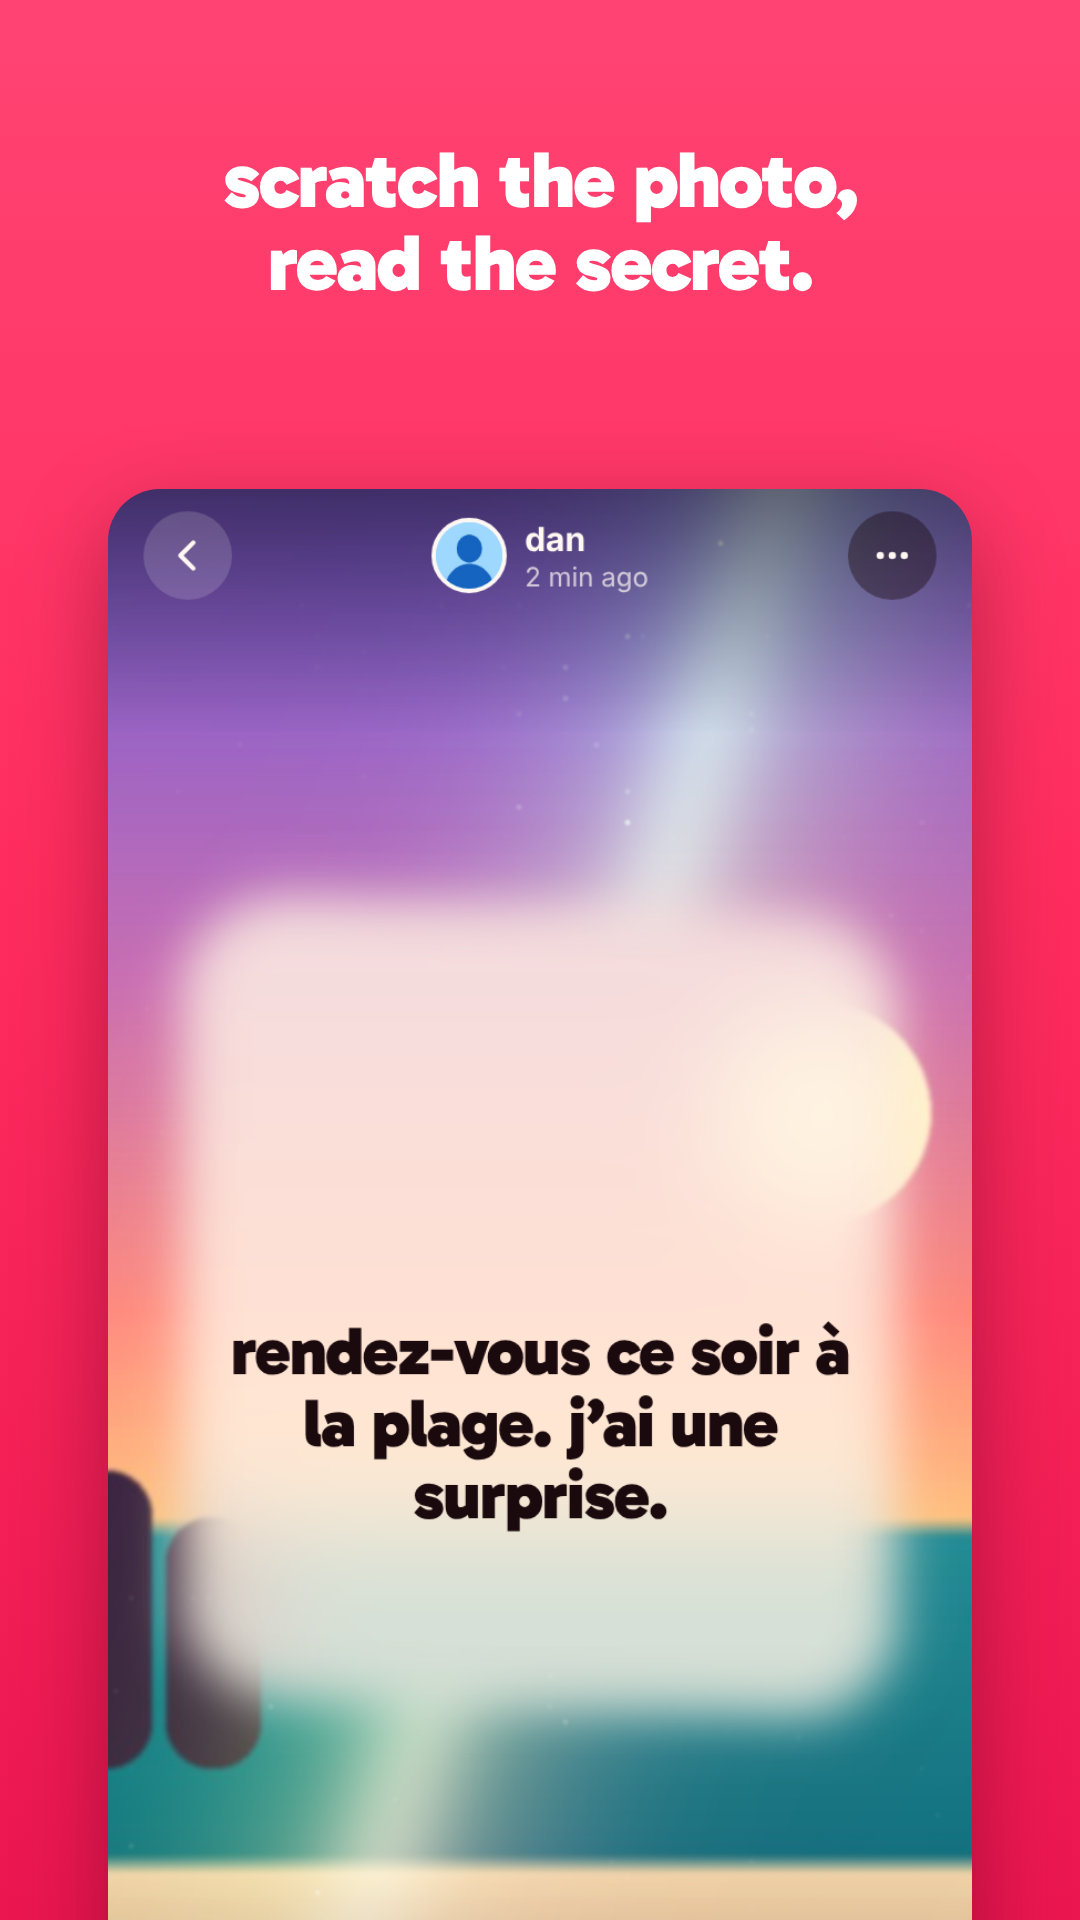 scratch the photo,
read the secret.
dan
2 min ago
rendez-vous ce soir à
la plage. j’ai une
surprise.